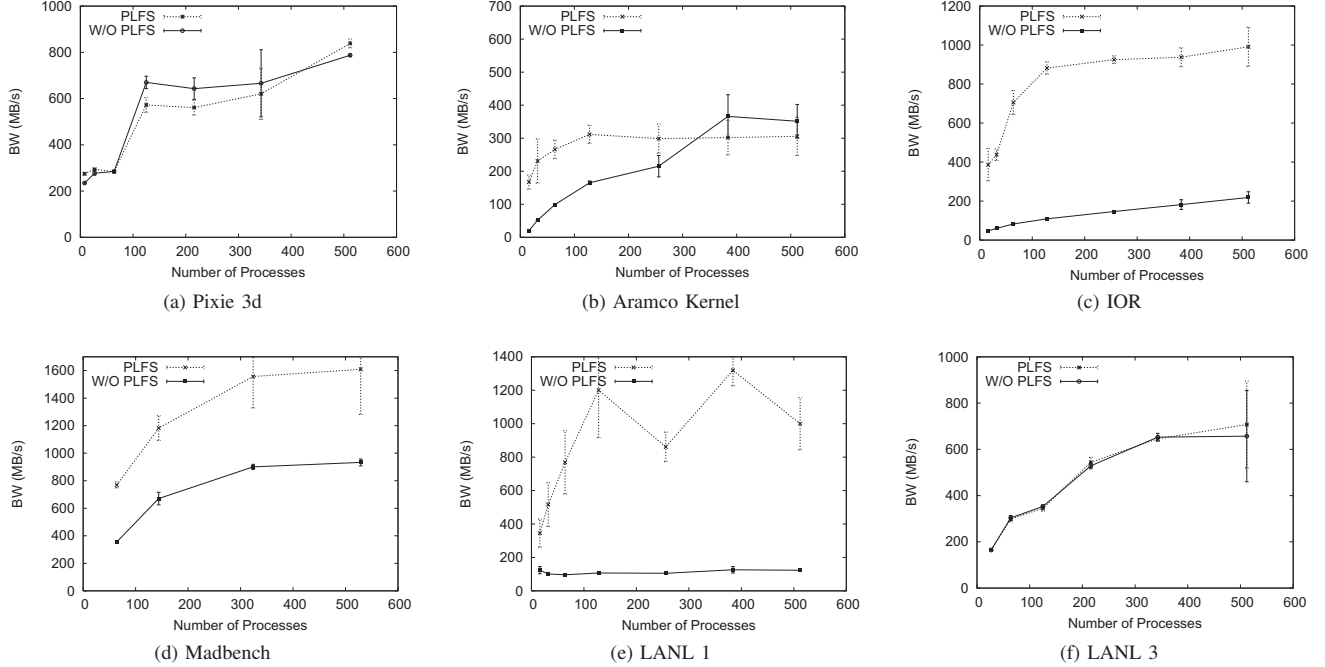 1000
800
600
400
200
0
BW (MB/s)
PLFS
W/O PLFS
0 100 200 300 400 500 600
Number of Processes
(a) Pixie 3d
700
600
500
400
300
200
100
0
BW (MB/s)
PLFS
W/O PLFS
0 100 200 300 400 500 600
Number of Processes
(b) Aramco Kernel
1200
1000
800
600
400
200
0
BW (MB/s)
PLFS
W/O PLFS
0 100 200 300 400 500 600
Number of Processes
(c) IOR
1600
1400
1200
1000
800
600
400
200
0
BW (MB/s)
PLFS
W/O PLFS
0 100 200 300 400 500 600
Number of Processes
(d) Madbench
1400
1200
1000
800
600
400
200
0
BW (MB/s)
PLFS
W/O PLFS
0 100 200 300 400 500 600
Number of Processes
(e) LANL 1
1000
800
600
400
200
0
BW (MB/s)
PLFS
W/O PLFS
0 100 200 300 400 500 600
Number of Processes
(f) LANL 3